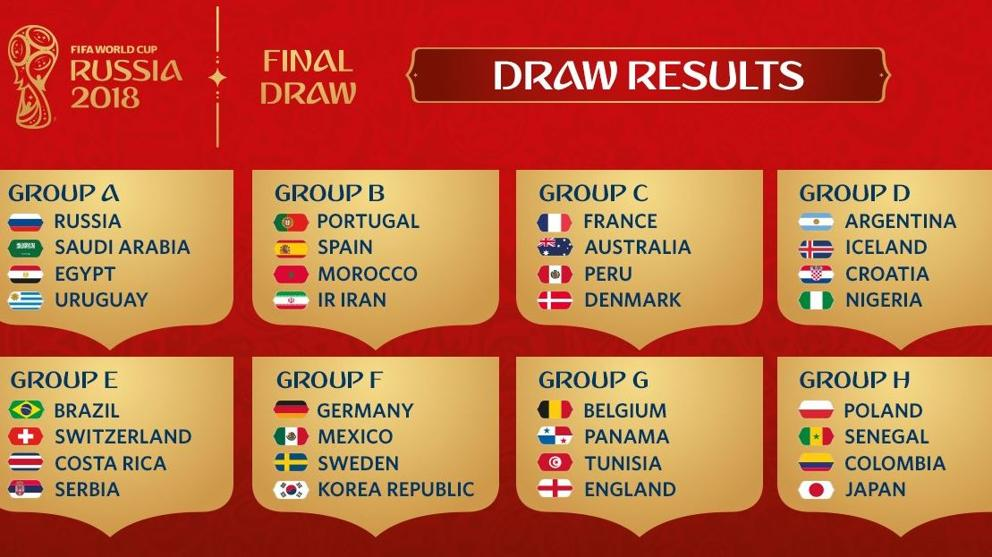 FIFA WORLD CUP
RUSSIA
2018
FINAL
DRAW
DRAW RESULTS
GROUP A
RUSSIA
SAUDI ARABIA
EGYPT
URUGUAY
GROUP B
PORTUGAL
SPAIN
MOROCCO
IR IRAN
GROUP C
FRANCE
AUSTRALIA
PERU
DENMARK
GROUP D
ARGENTINA
ICELAND
CROATIA
NIGERIA
GROUP E
BRAZIL
SWITZERLAND
COSTA RICA
SERBIA
GROUP F
GERMANY
MEXICO
SWEDEN
KOREA REPUBLIC
GROUP G
BELGIUM
PANAMA
TUNISIA
ENGLAND
GROUP H
POLAND
SENEGAL
COLOMBIA
JAPAN